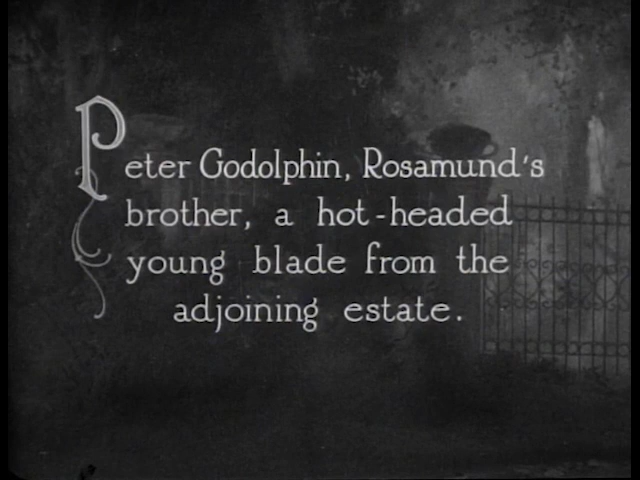 Peter Godolphin, Rosamund's
brother, a hot-headed
young blade from the
adjoining estate.